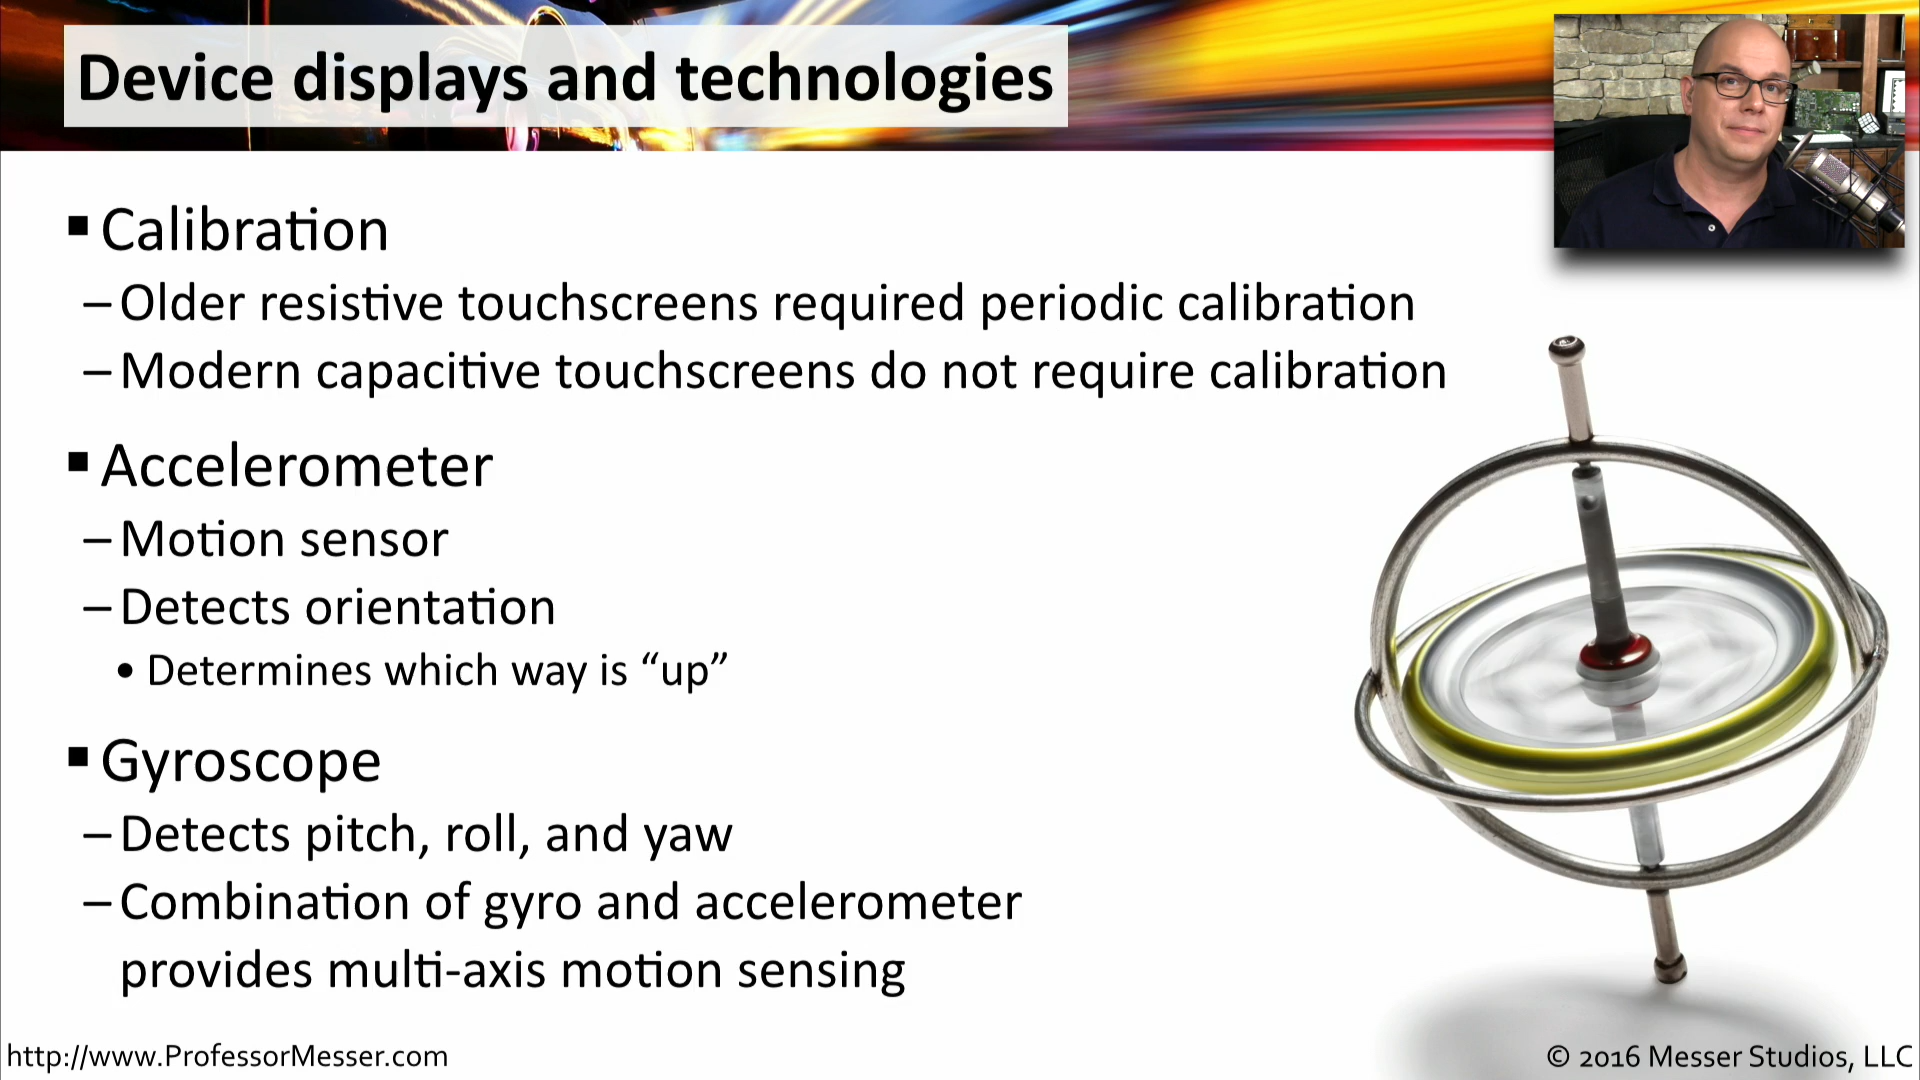 Device displays and technologies
▪ Calibration
– Older resistive touchscreens required periodic calibration
– Modern capacitive touchscreens do not require calibration
▪ Accelerometer
– Motion sensor
– Detects orientation
• Determines which way is “up”
▪ Gyroscope
– Detects pitch, roll, and yaw
– Combination of gyro and accelerometer
provides multi-axis motion sensing
http://www.ProfessorMesser.com
© 2016 Messer Studios, LLC